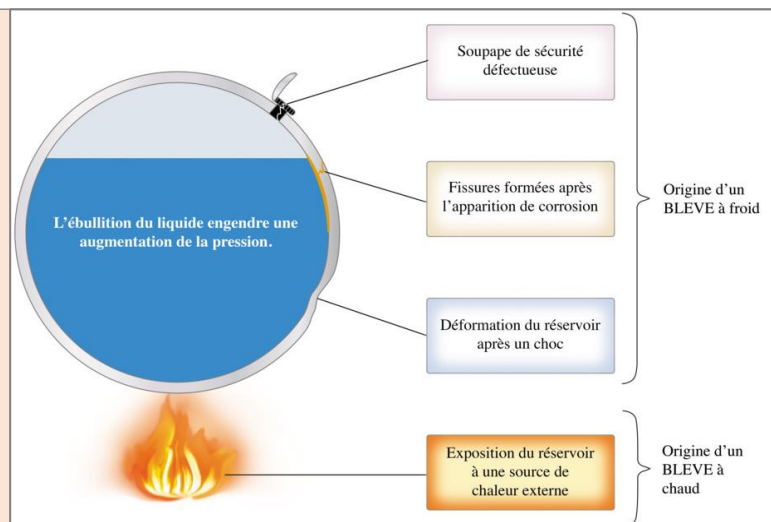 Soupape de sécurité
défectueuse
Fissures formées après
l'apparition de corrosion
Origine d'un
BLEVE à froid
L'ébullition du liquide engendre une
augmentation de la pression.
Déformation du réservoir
après un choc
Exposition du réservoir
à une source de
chaleur externe
Origine d'un
BLEVE à
chaud